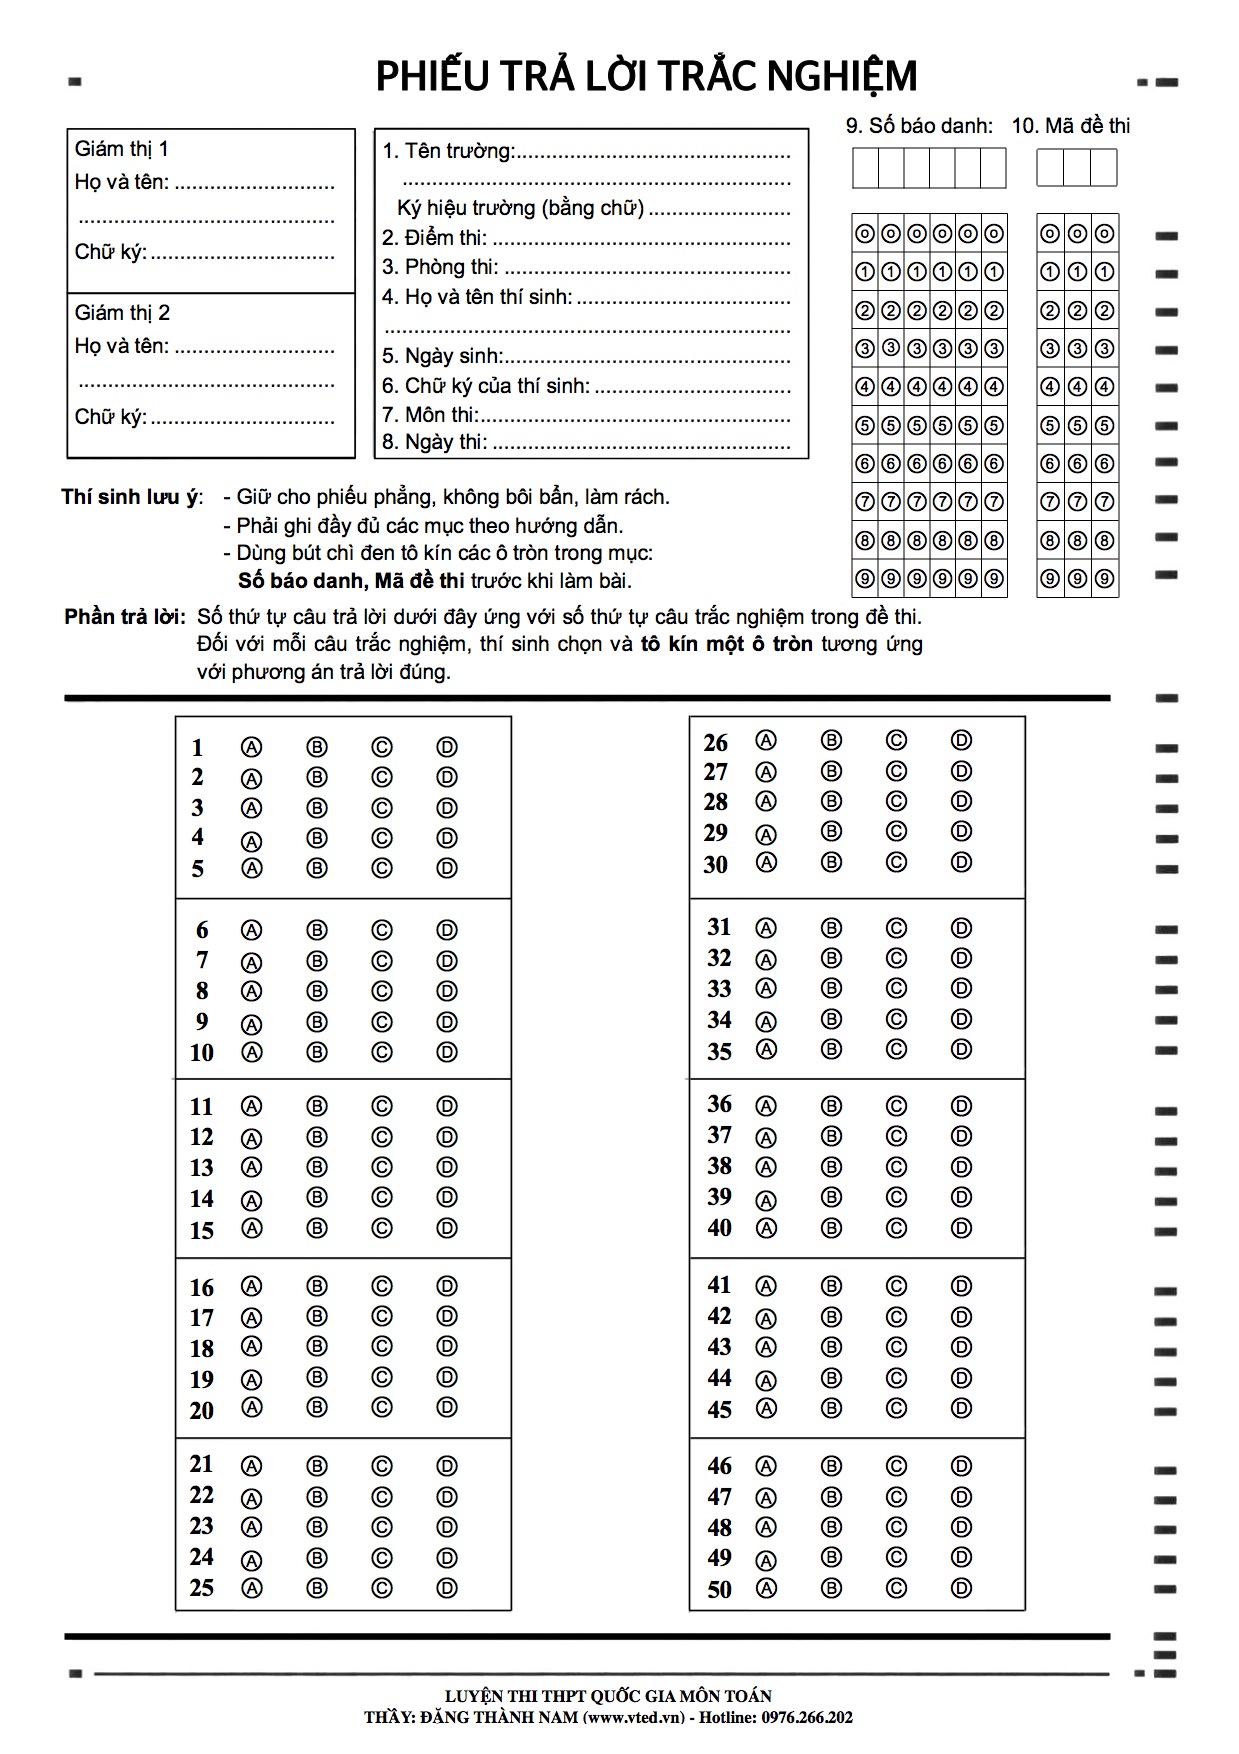 PHIẾU TRẢ LỜI TRẮC NGHIỆM
Giám thị 1
Họ và tên: ............................
.............................................
Chữ ký: ................................
Giám thị 2
Họ và tên: ............................
.............................................
Chữ ký: ................................
1. Tên trường:................................................
....................................................................
Ký hiệu trường (bằng chữ) .........................
2. Điểm thi: ....................................................
3. Phòng thi: ..................................................
4. Họ và tên thí sinh: .....................................
.......................................................................
5. Ngày sinh:..................................................
6. Chữ ký của thí sinh: ..................................
7. Môn thi:......................................................
8. Ngày thi: ....................................................
9. Số báo danh: 10. Mã đề thi
0 0 0 0 0 0 0 0 0
1 1 1 1 1 1 1 1 1
2 2 2 2 2 2 2 2 2
3 3 3 3 3 3 3 3 3
4 4 4 4 4 4 4 4 4
5 5 5 5 5 5 5 5 5
6 6 6 6 6 6 6 6 6
7 7 7 7 7 7 7 7 7
8 8 8 8 8 8 8 8 8
9 9 9 9 9 9 9 9 9
Thí sinh lưu ý: - Giữ cho phiếu phẳng, không bôi bẩn, làm rách.
- Phải ghi đầy đủ các mục theo hướng dẫn.
- Dùng bút chì đen tô kín các ô tròn trong mục:
Số báo danh, Mã đề thi trước khi làm bài.
Phần trả lời: Số thứ tự câu trả lời dưới đây ứng với số thứ tự câu trắc nghiệm trong đề thi.
Đối với mỗi câu trắc nghiệm, thí sinh chọn và tô kín một ô tròn tương ứng
với phương án trả lời đúng.
1 A B C D
2 A B C D
3 A B C D
4 A B C D
5 A B C D
6 A B C D
7 A B C D
8 A B C D
9 A B C D
10 A B C D
11 A B C D
12 A B C D
13 A B C D
14 A B C D
15 A B C D
16 A B C D
17 A B C D
18 A B C D
19 A B C D
20 A B C D
21 A B C D
22 A B C D
23 A B C D
24 A B C D
25 A B C D
26 A B C D
27 A B C D
28 A B C D
29 A B C D
30 A B C D
31 A B C D
32 A B C D
33 A B C D
34 A B C D
35 A B C D
36 A B C D
37 A B C D
38 A B C D
39 A B C D
40 A B C D
41 A B C D
42 A B C D
43 A B C D
44 A B C D
45 A B C D
46 A B C D
47 A B C D
48 A B C D
49 A B C D
50 A B C D
LUYỆN THI THPT QUỐC GIA MÔN TOÁN
THẦY: ĐẶNG THÀNH NAM (www.vted.vn) - Hotline: 0976.266.202